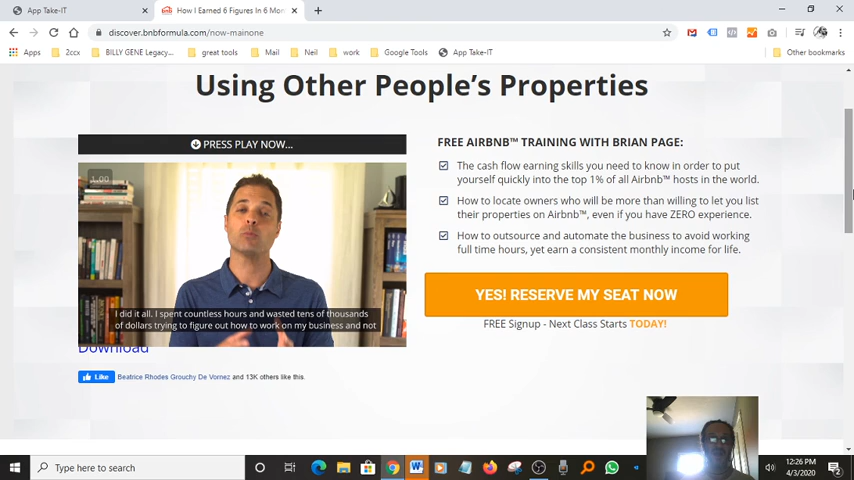 App Take-IT
How I Earned 6 Figures In 6 Mon
discover.bnbformula.com/now-mainone
Apps
2ccx
BILLY GENE Legacy...
great tools
Mail
Neil
work
Google Tools
App Take-IT
Other bookmarks
Using Other People's Properties
PRESS PLAY NOW...
1.00
I did it all. I spent countless hours and wasted tens of thousands
of dollars trying to figure out how to work on my business and not
Download
Like
Beatrice Rhodes Grouchy De Vornez and 13K others like this.
FREE AIRBNB™ TRAINING WITH BRIAN PAGE:
The cash flow earning skills you need to know in order to put
yourself quickly into the top 1% of all Airbnb™ hosts in the world.
How to locate owners who will be more than willing to let you list
their properties on Airbnb™, even if you have ZERO experience.
How to outsource and automate the business to avoid working
full time hours, yet earn a consistent monthly income for life.
YES! RESERVE MY SEAT NOW
FREE Signup - Next Class Starts TODAY!
Type here to search
12:26 PM
4/3/2020
2